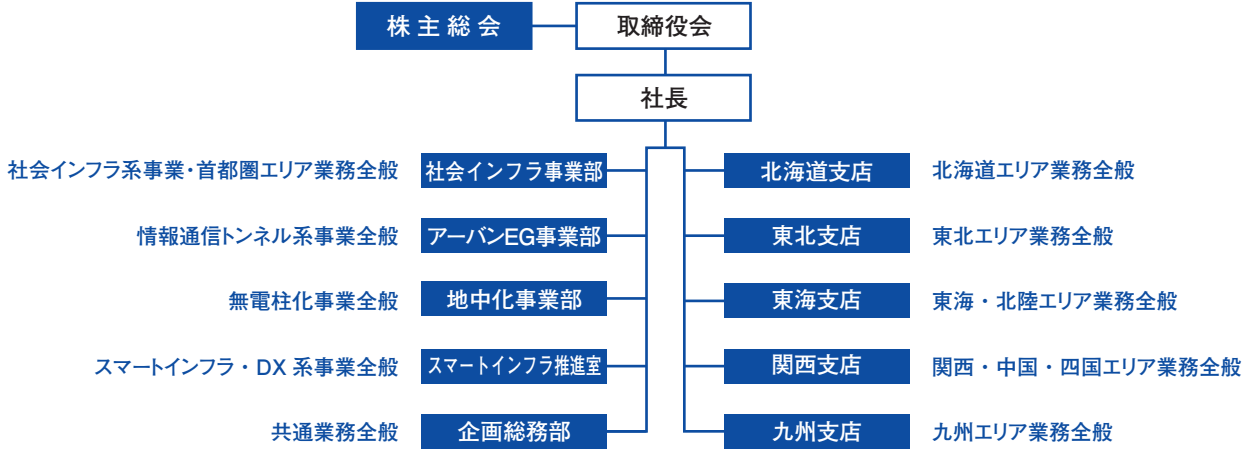 株主総会
取締役会
社長
社会インフラ系事業・首都圏エリア業務全般
社会インフラ事業部
北海道支店
北海道エリア業務全般
情報通信トンネル系事業全般
アーバンEG事業部
東北支店
東北エリア業務全般
無電柱化事業全般
地中化事業部
東海支店
東海・北陸エリア業務全般
スマートインフラ・DX系事業全般
スマートインフラ推進室
関西支店
関西・中国・四国エリア業務全般
共通業務全般
企画総務部
九州支店
九州エリア業務全般